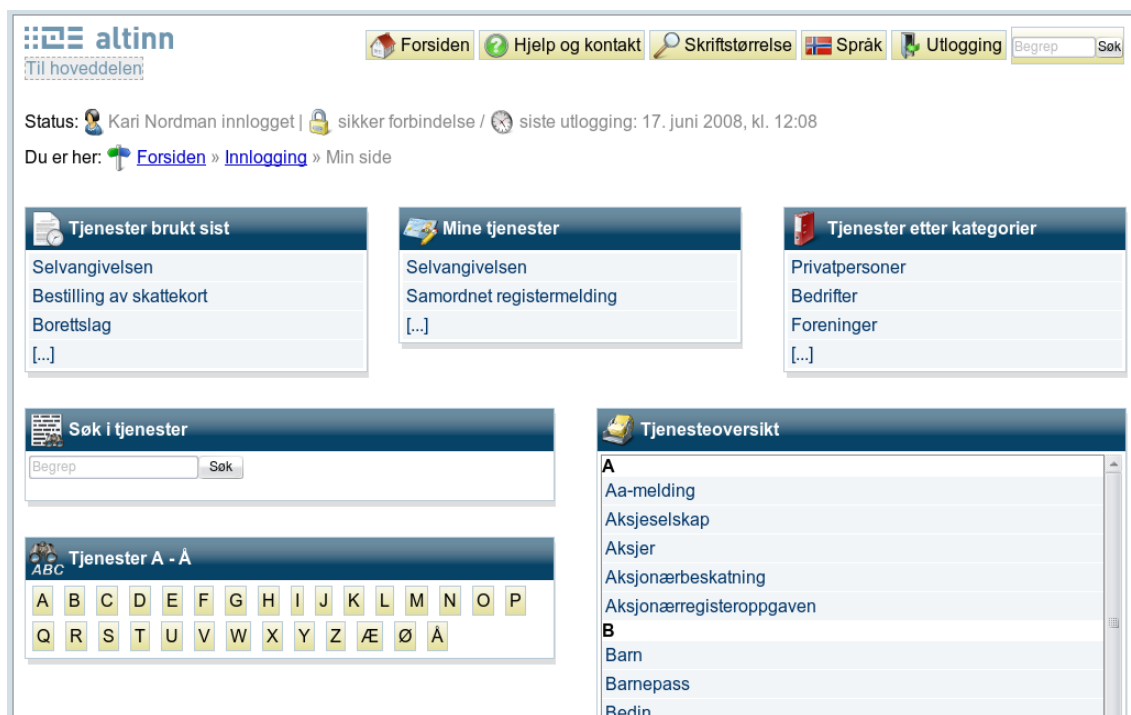 altinn
Forsiden Hjelp og kontakt Skriftstørrelse Språk Utlogging Begrep Søk
Til hoveddelen
Status: Kari Nordman innlogget | sikker forbindelse / siste utlogging: 17. juni 2008, kl. 12:08
Du er her: Forsiden » Innlogging » Min side
Tjenester brukt sist
Selvangivelsen
Bestilling av skattekort
Borettslag
[...]
Mine tjenester
Selvangivelsen
Samordnet registermelding
[...]
Tjenester etter kategorier
Privatpersoner
Bedrifter
Foreninger
[...]
Søk i tjenester
Begrep Søk
ABC Tjenester A - Å
A B C D E F G H I J K L M N O P
Q R S T U V W X Y Z Æ Ø Å
Tjenesteoversikt
A
Aa-melding
Aksjeselskap
Aksjer
Aksjonærbeskatning
Aksjonærregisteroppgaven
B
Barn
Barnepass
Bedin